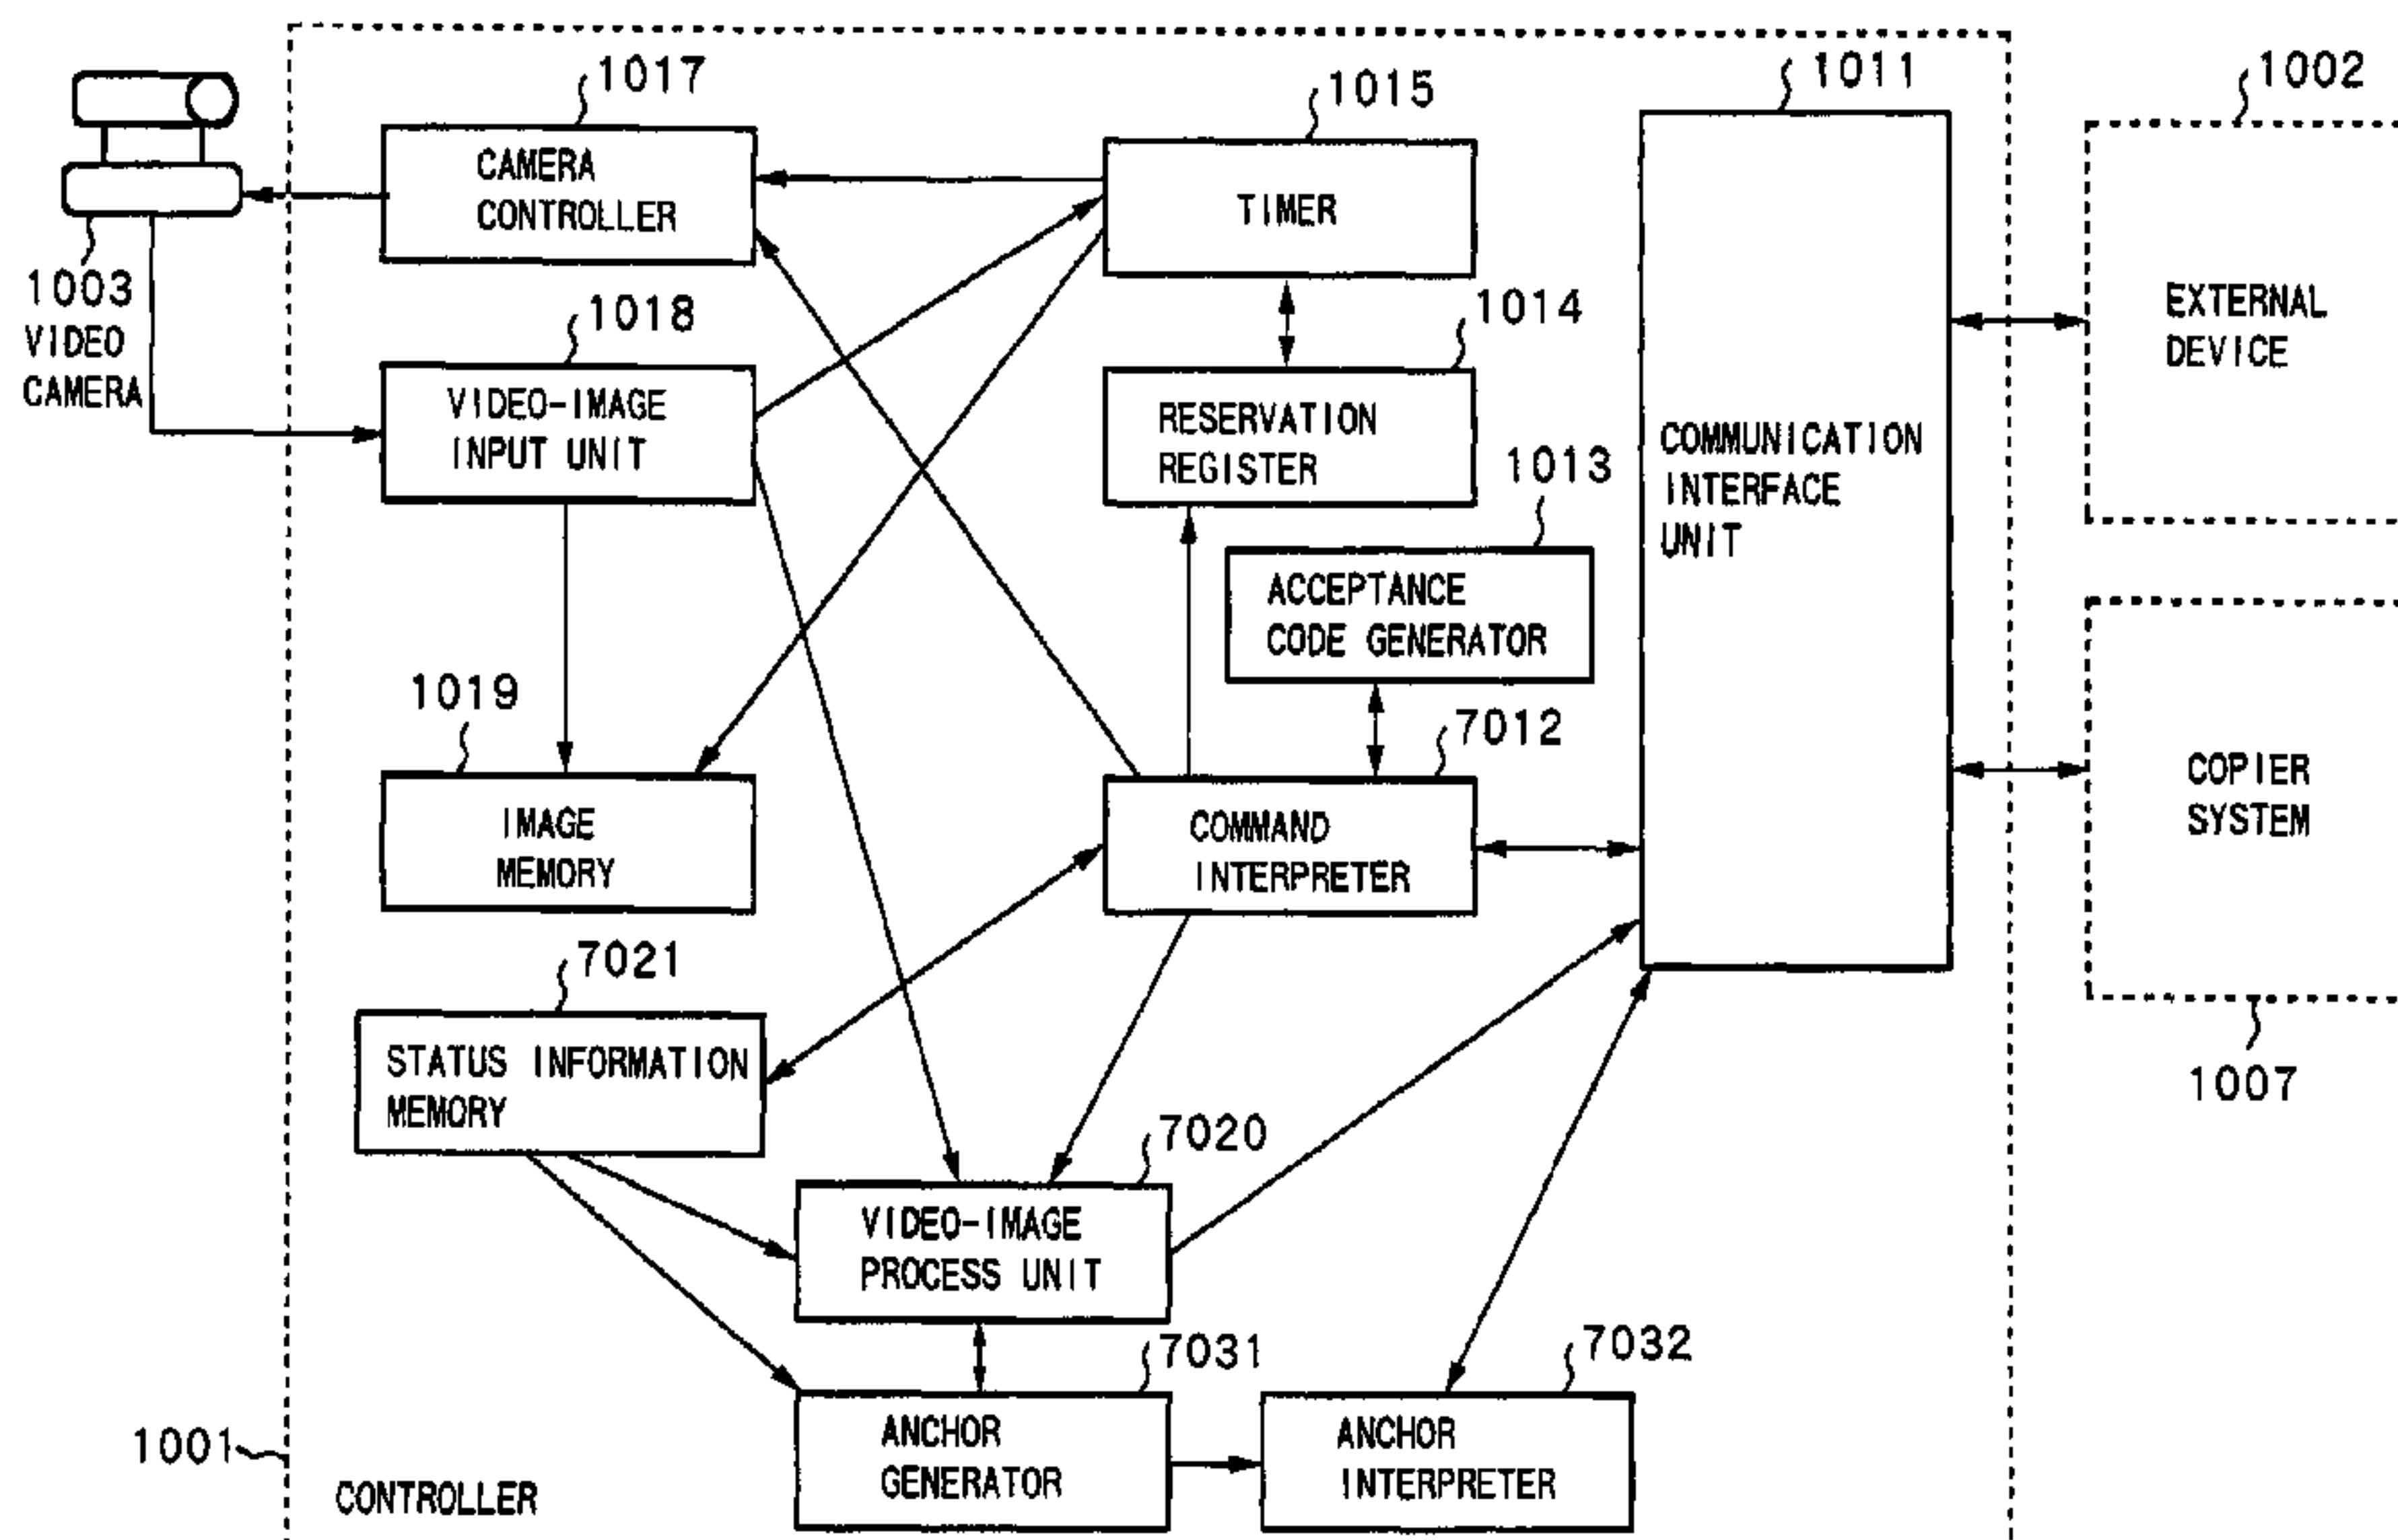 1017
1015
1011
1002
CAMERA
CONTROLLER
TIMER
1003
VIDEO
CAMERA
1018
1014
EXTERNAL
DEVICE
VIDEO-IMAGE
INPUT UNIT
RESERVATION
REGISTER
COMMUNICATION
INTERFACE
UNIT
1013
ACCEPTANCE
CODE GENERATOR
1019
7012
IMAGE
MEMORY
COMMAND
INTERPRETER
COPIER
SYSTEM
7021
STATUS INFORMATION
MEMORY
1007
7020
VIDEO-IMAGE
PROCESS UNIT
7031
7032
1001
ANCHOR
GENERATOR
ANCHOR
INTERPRETER
CONTROLLER